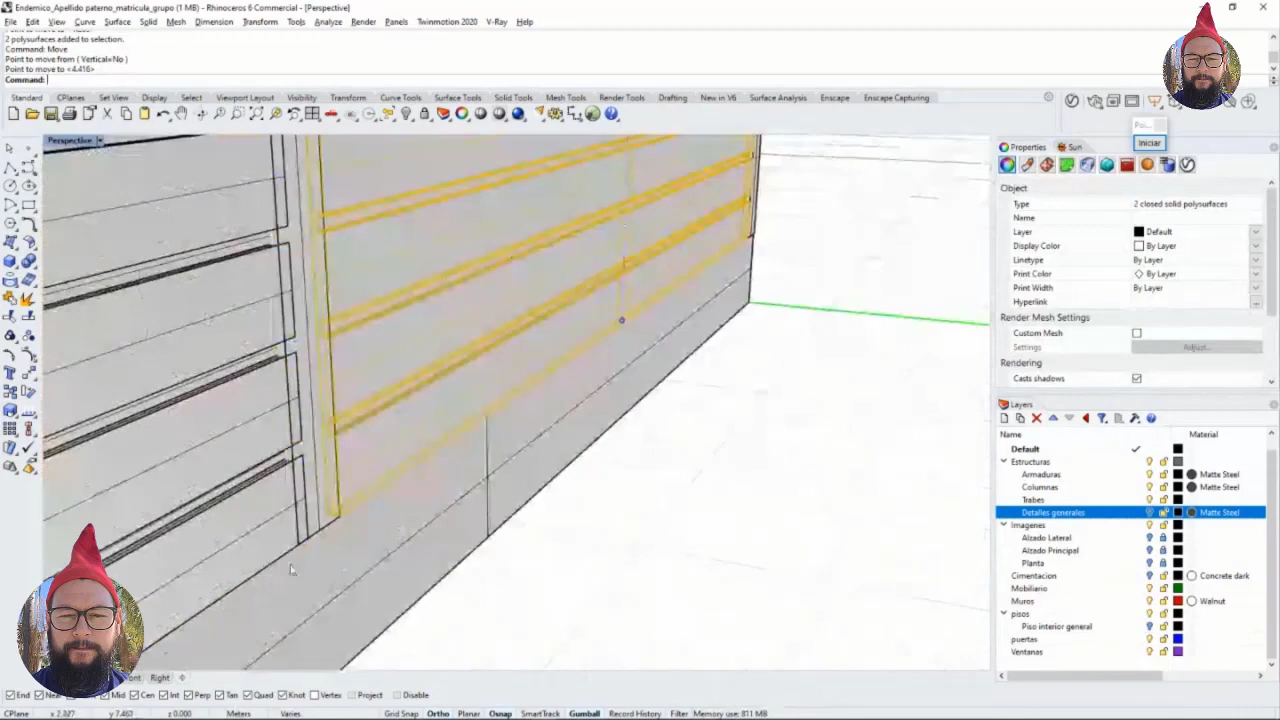 Endemico_Apellido paterno_matricula_grupo (1 MB) - Rhinoceros 6 Commercial - [Perspective]
File Edit View Curve Surface Solid Mesh Dimension Transform Tools Analyze Render Panels Twinmotion 2020 V-Ray Help
2 polysurfaces added to selection.
Command: Move
Point to move from ( Vertical=No )
Point to move to <4.416>
Command:
Standard CPlanes Set View Display Select Viewport Layout Visibility Transform Curve Tools Surface Tools Solid Tools Mesh Tools Render Tools Drafting New in V6 Surface Analysis Enscape Enscape Capturing
Iniciar
Perspective
Properties Sun
Object
Type 2 closed solid polysurfaces
Name
Layer Default
Display Color By Layer
Linetype By Layer
Print Color By Layer
Print Width By Layer
Hyperlink ...
Render Mesh Settings
Custom Mesh
Settings Adjust...
Rendering
Casts shadows
Layers
Name Material
Default
Estructuras
Armaduras Matte Steel
Columnas Matte Steel
Trabes
Detalles generales Matte Steel
Imagenes
Alzado Lateral
Alzado Principal
Planta
Cimentacion Concrete dark
Mobiliario
Muros Walnut
pisos
Piso interior general
puertas
Ventanas
Right
End Mid Cen Int Perp Tan Quad Knot Vertex Project Disable
CPlane x 2.827 y 7.463 z 0.000 Meters Varies Grid Snap Ortho Planar Osnap SmartTrack Gumball Record History Filter Memory use: 811 MB